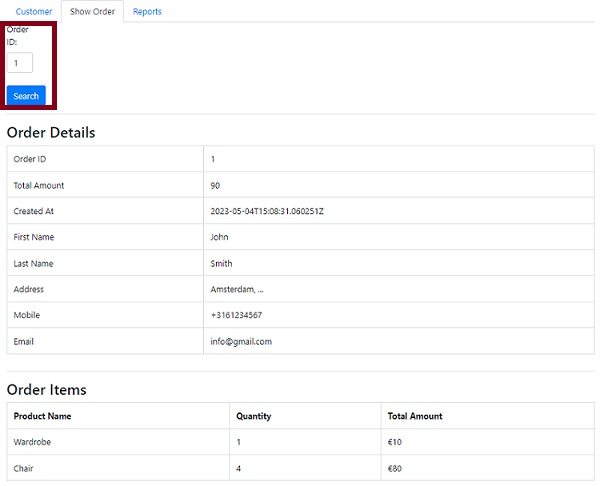 Customer Show Order Reports
Order
ID:
1
Search
Order Details
Order ID 1
Total Amount 90
Created At 2023-05-04T15:08:31.060251Z
First Name John
Last Name Smith
Address Amsterdam, ...
Mobile +3161234567
Email info@gmail.com
Order Items
Product Name Quantity Total Amount
Wardrobe 1 €10
Chair 4 €80